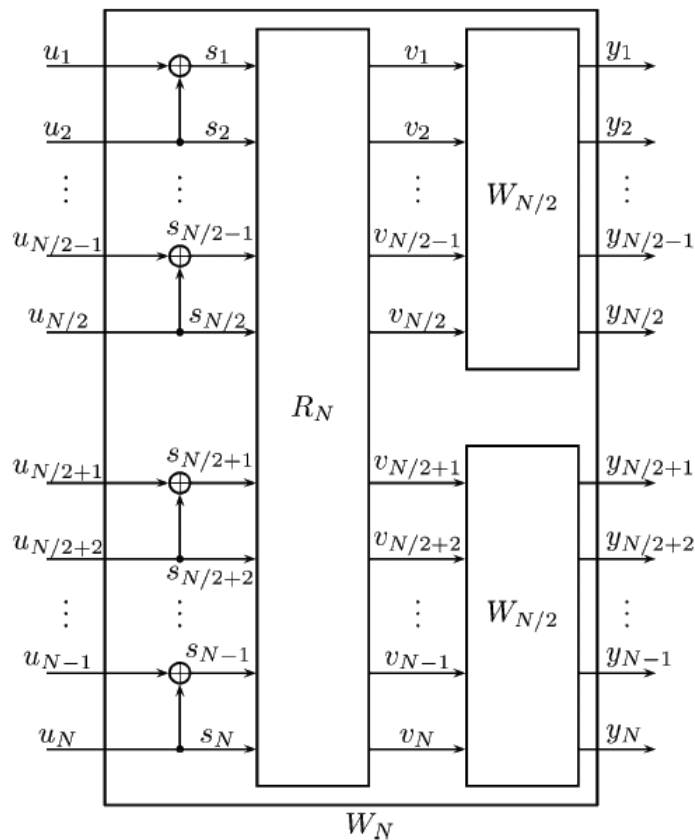 u_1 s_1 v_1 y_1
u_2 s_2 v_2 y_2
⋮ ⋮ ⋮ W_{N/2} ⋮
u_{N/2-1} s_{N/2-1} v_{N/2-1} y_{N/2-1}
u_{N/2} s_{N/2} v_{N/2} y_{N/2}
R_N
u_{N/2+1} s_{N/2+1} v_{N/2+1} y_{N/2+1}
u_{N/2+2} s_{N/2+2} v_{N/2+2} y_{N/2+2}
⋮ ⋮ ⋮ W_{N/2} ⋮
u_{N-1} s_{N-1} v_{N-1} y_{N-1}
u_N s_N v_N y_N
W_N